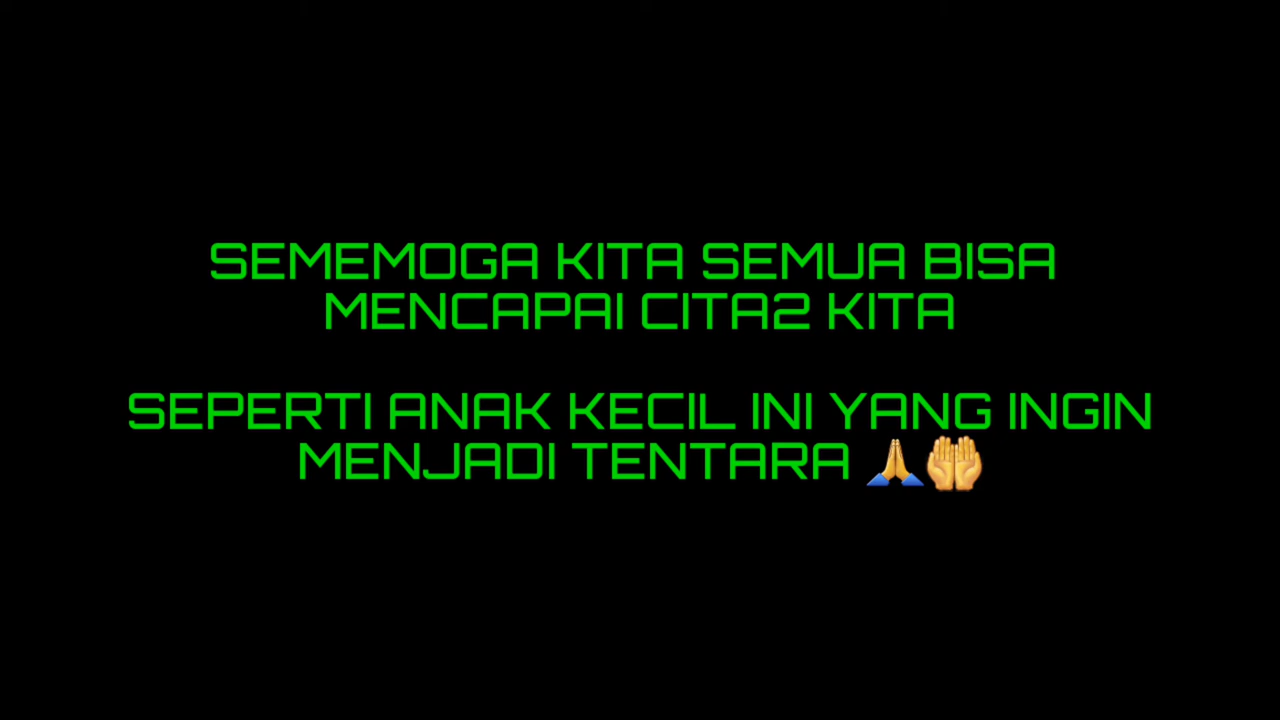 SEMEMOGA KITA SEMUA BISA
MENCAPAI CITA2 KITA
SEPERTI ANAK KECIL INI YANG INGIN
MENJADI TENTARA 🙏🤲